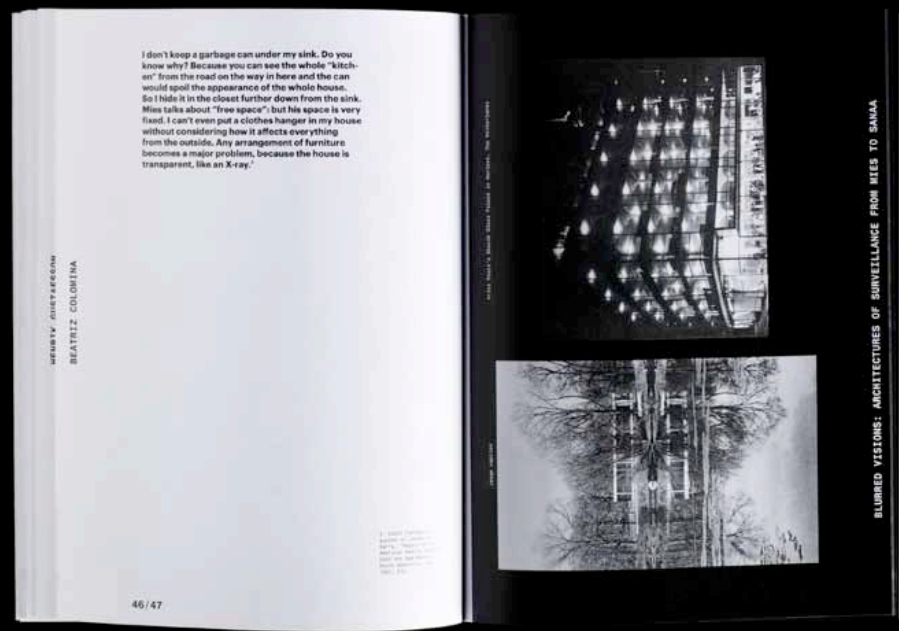 I don't keep a garbage can under my sink. Do you
know why? Because you can see the whole "kitch-
en" from the road on the way in here and the can
would spoil the appearance of the whole house.
So I hide it in the closet further down from the sink.
Mies talks about "free space": but his space is very
fixed. I can't even put a clothes hanger in my house
without considering how it affects everything
from the outside. Any arrangement of furniture
becomes a major problem, because the house is
transparent, like an X-ray.
BEATRIZ COLOMINA
46/47
BLURRED VISIONS: ARCHITECTURES OF SURVEILLANCE FROM MIES TO SANAA